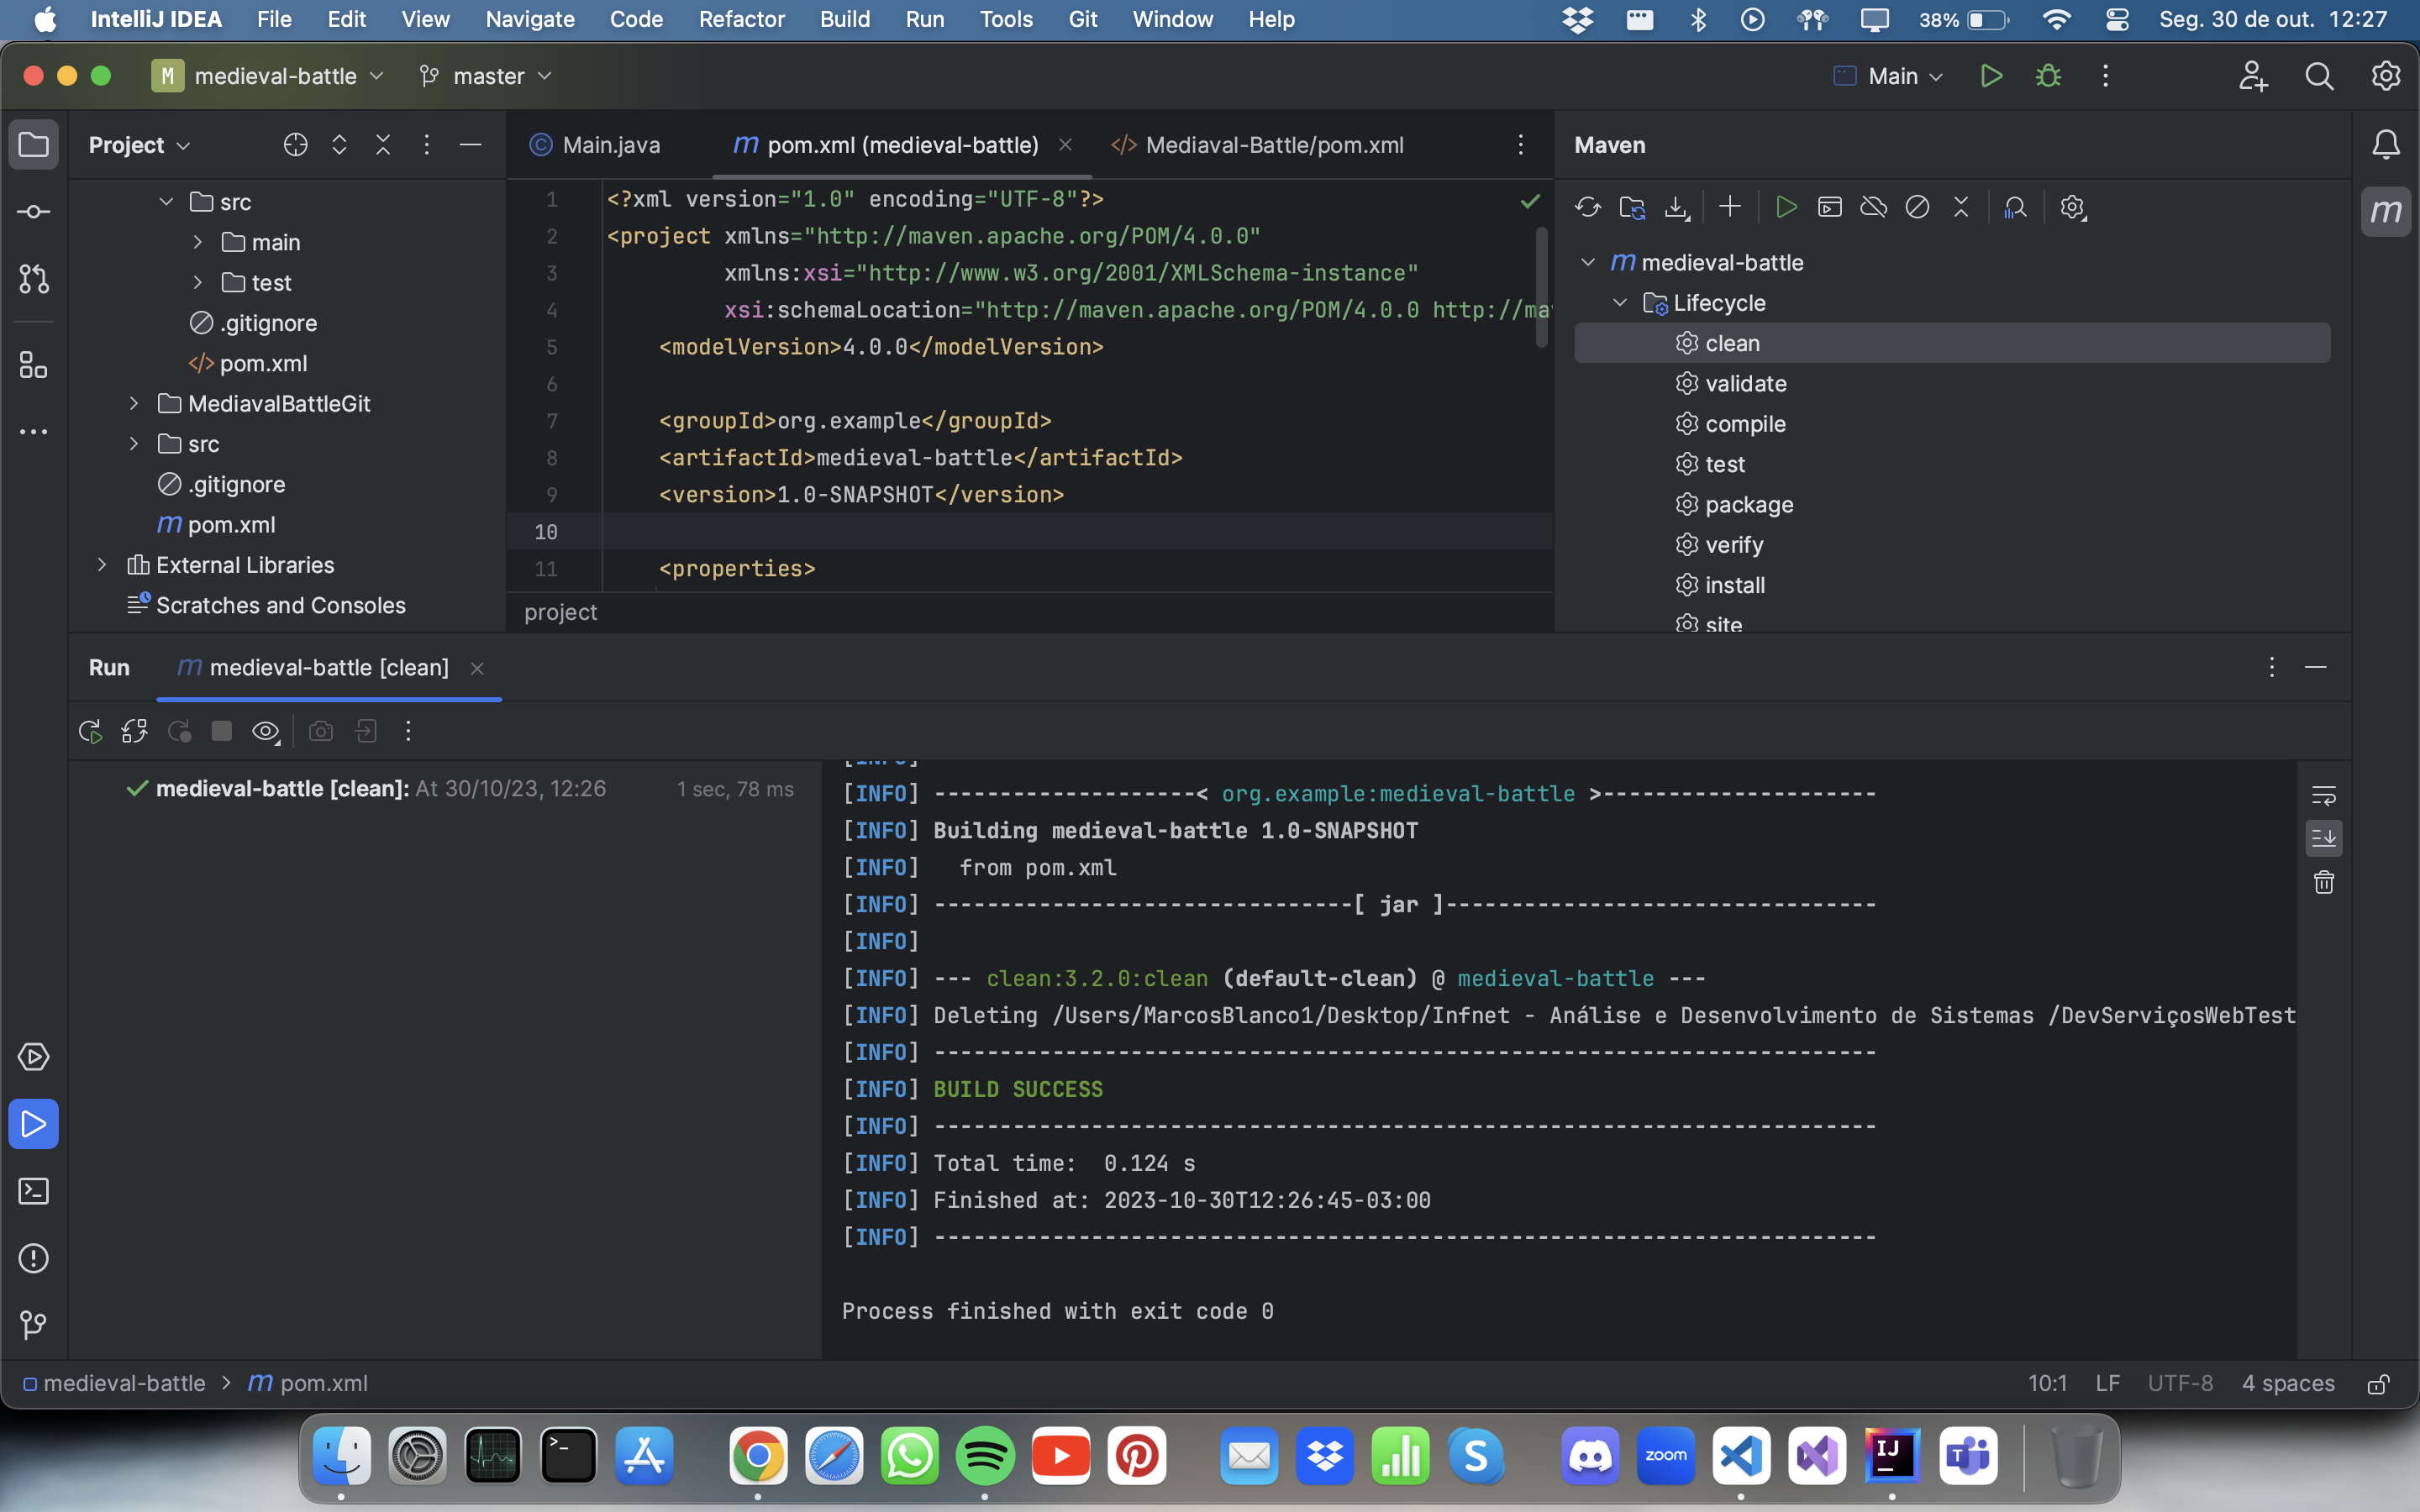 IntelliJ IDEA File Edit View Navigate Code Refactor Build Run Tools Git Window Help 38% Seg. 30 de out. 12:27
M medieval-battle master Main
Project
src
main
test
.gitignore
pom.xml
MediavalBattleGit
src
.gitignore
pom.xml
External Libraries
Scratches and Consoles
Main.java pom.xml (medieval-battle) Mediaval-Battle/pom.xml
1 <?xml version="1.0" encoding="UTF-8"?>
2 <project xmlns="http://maven.apache.org/POM/4.0.0"
3 xmlns:xsi="http://www.w3.org/2001/XMLSchema-instance"
4 xsi:schemaLocation="http://maven.apache.org/POM/4.0.0 http://ma
5 <modelVersion>4.0.0</modelVersion>
6
7 <groupId>org.example</groupId>
8 <artifactId>medieval-battle</artifactId>
9 <version>1.0-SNAPSHOT</version>
10
11 <properties>
project
Maven
medieval-battle
Lifecycle
clean
validate
compile
test
package
verify
install
site
Run medieval-battle [clean]
medieval-battle [clean]: At 30/10/23, 12:26 1 sec, 78 ms
[INFO]
[INFO] --------------------< org.example:medieval-battle >---------------------
[INFO] Building medieval-battle 1.0-SNAPSHOT
[INFO]   from pom.xml
[INFO] --------------------------------[ jar ]---------------------------------
[INFO]
[INFO] --- clean:3.2.0:clean (default-clean) @ medieval-battle ---
[INFO] Deleting /Users/MarcosBlanco1/Desktop/Infnet - Análise e Desenvolvimento de Sistemas /DevServiçosWebTest
[INFO] ------------------------------------------------------------------------
[INFO] BUILD SUCCESS
[INFO] ------------------------------------------------------------------------
[INFO] Total time:  0.124 s
[INFO] Finished at: 2023-10-30T12:26:45-03:00
[INFO] ------------------------------------------------------------------------
Process finished with exit code 0
medieval-battle > pom.xml 10:1 LF UTF-8 4 spaces
zoom IJ